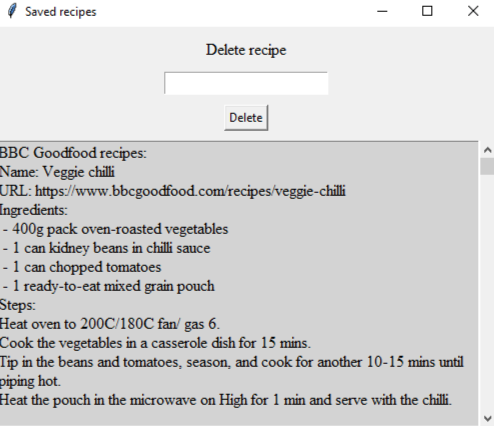 Saved recipes
Delete recipe
Delete
BBC Goodfood recipes:
Name: Veggie chilli
URL: https://www.bbcgoodfood.com/recipes/veggie-chilli
Ingredients:
- 400g pack oven-roasted vegetables
- 1 can kidney beans in chilli sauce
- 1 can chopped tomatoes
- 1 ready-to-eat mixed grain pouch
Steps:
Heat oven to 200C/180C fan/ gas 6.
Cook the vegetables in a casserole dish for 15 mins.
Tip in the beans and tomatoes, season, and cook for another 10-15 mins until
piping hot.
Heat the pouch in the microwave on High for 1 min and serve with the chilli.